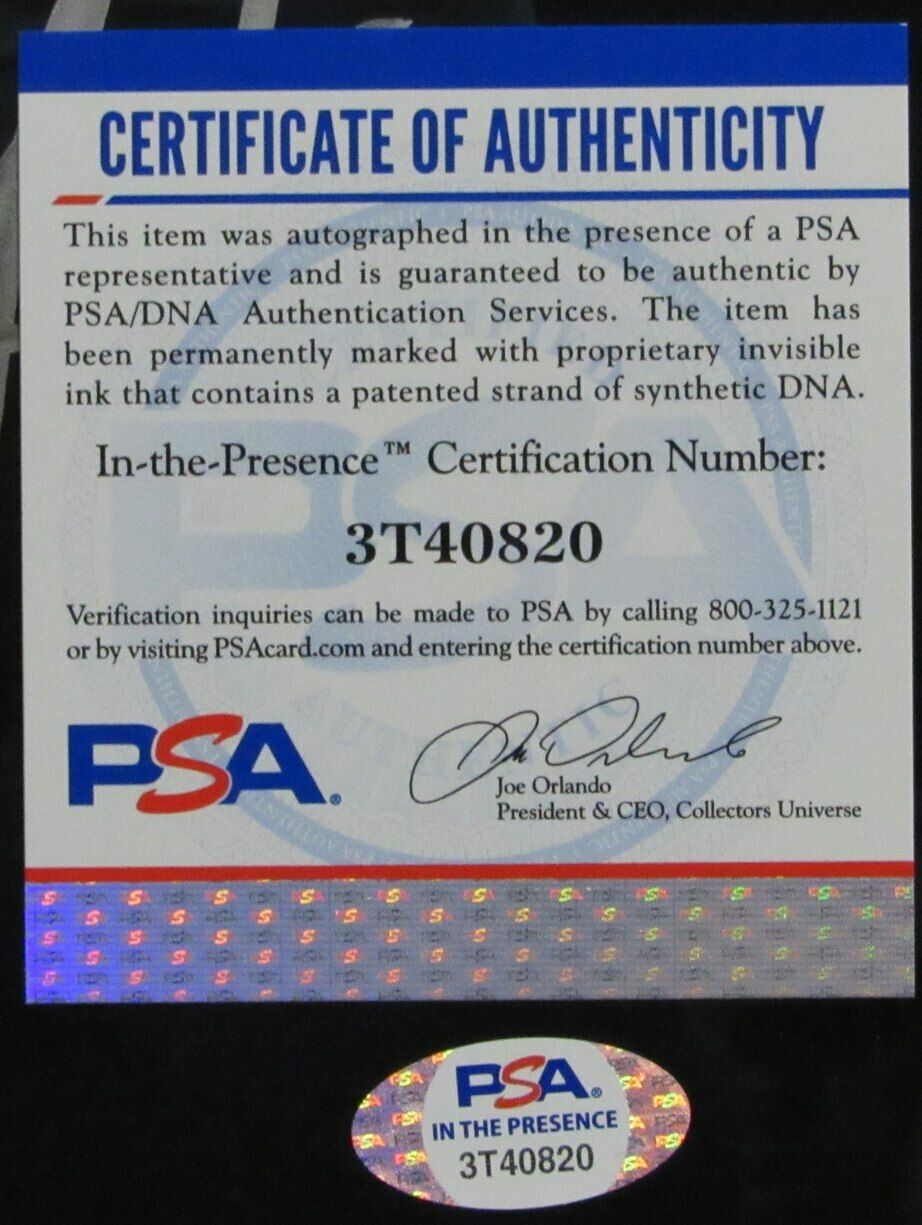 CERTIFICATE OF AUTHENTICITY
This item was autographed in the presence of a PSA
representative and is guaranteed to be authentic by
PSA/DNA Authentication Services. The item has
been permanently marked with proprietary invisible
ink that contains a patented strand of synthetic DNA.
In-the-Presence™ Certification Number:
3T40820
Verification inquiries can be made to PSA by calling 800-325-1121
or by visiting PSAcard.com and entering the certification number above.
PSA®
Joe Orlando
President & CEO, Collectors Universe
PSA®
IN THE PRESENCE
3T40820